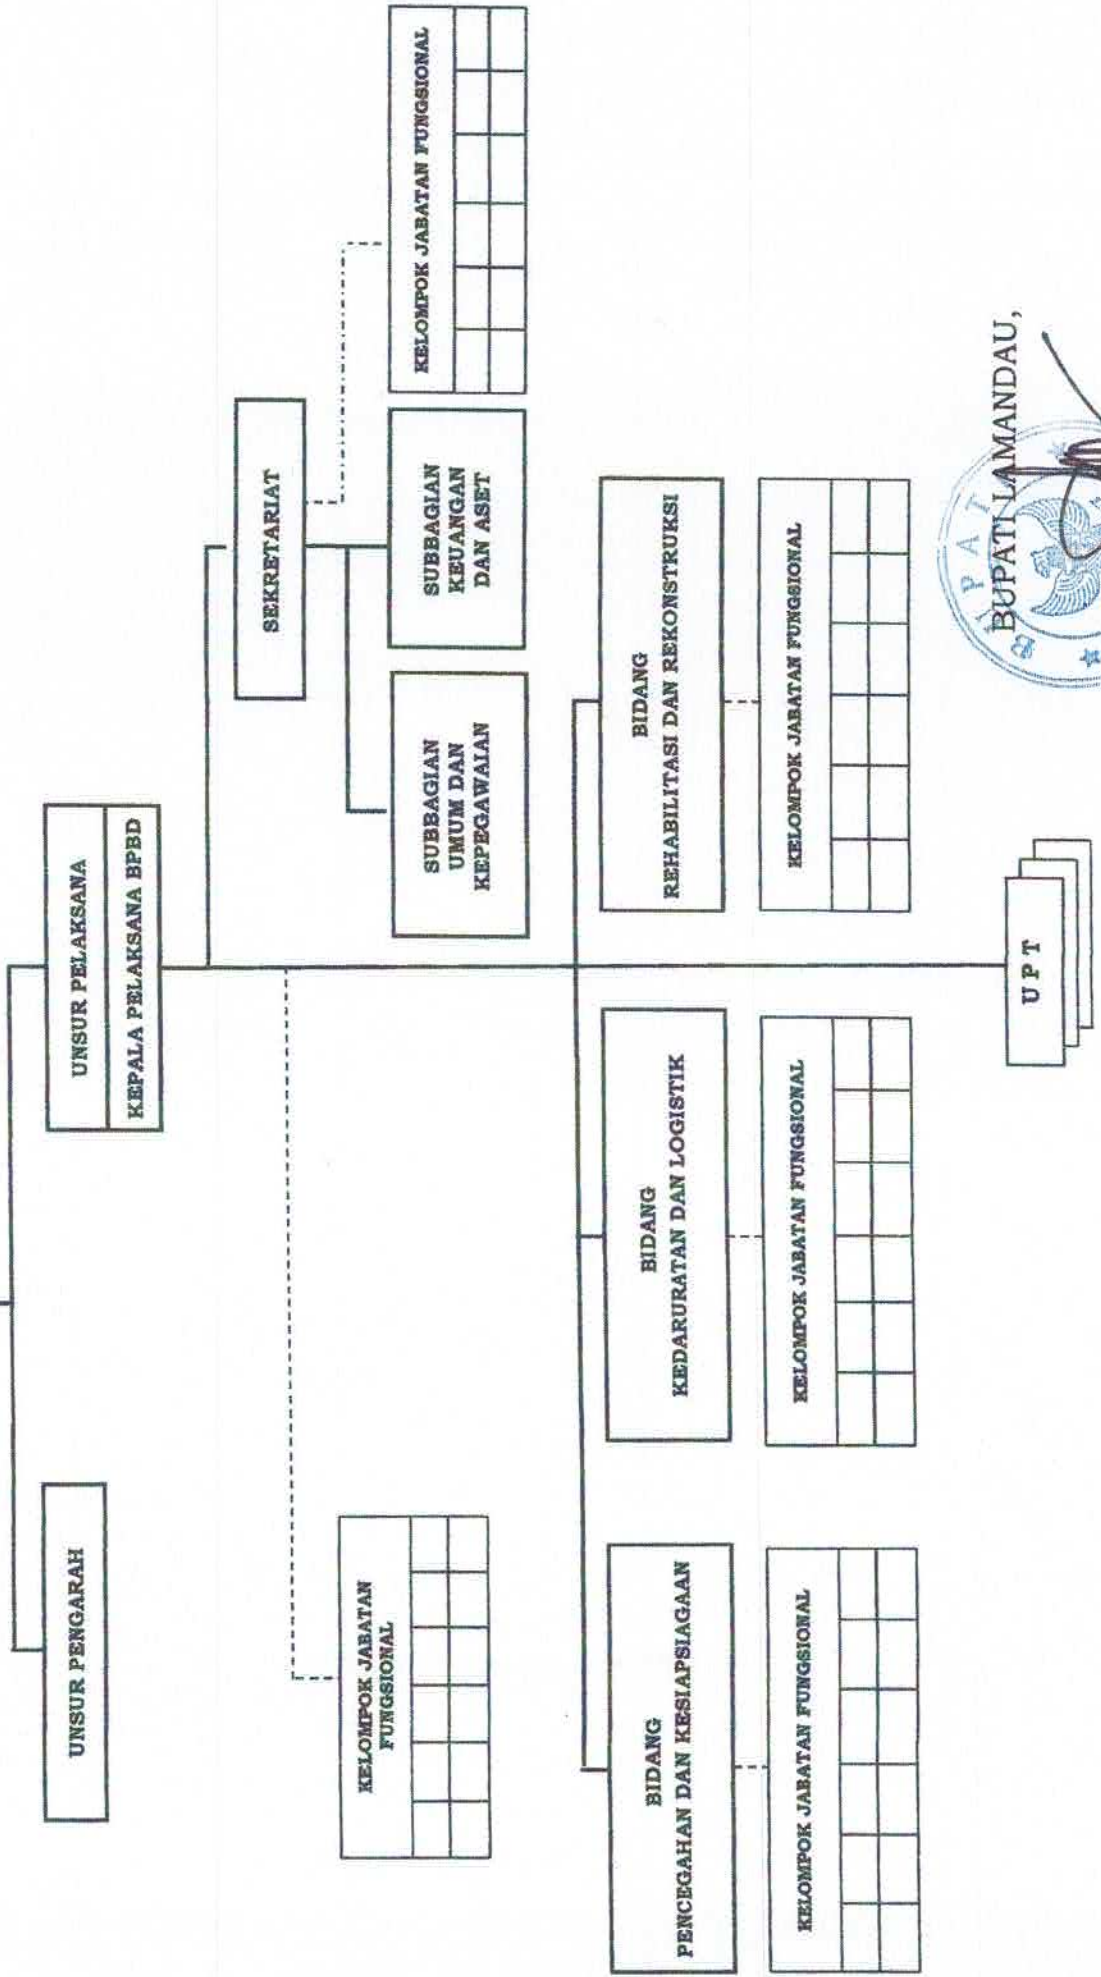 UNSUR PENGARAH
UNSUR PELAKSANA
KEPALA PELAKSANA BPBD
SEKRETARIAT
KELOMPOK JABATAN
FUNGSIONAL
SUBBAGIAN
UMUM DAN
KEPEGAWAIAN
SUBBAGIAN
KEUANGAN
DAN ASET
KELOMPOK JABATAN FUNGSIONAL
BIDANG
PENCEGAHAN DAN KESIAPSIAGAAN
BIDANG
KEDARURATAN DAN LOGISTIK
BIDANG
REHABILITASI DAN REKONSTRUKSI
KELOMPOK JABATAN FUNGSIONAL
KELOMPOK JABATAN FUNGSIONAL
KELOMPOK JABATAN FUNGSIONAL
UPT
BUPATI LAMANDAU,
BUPATI